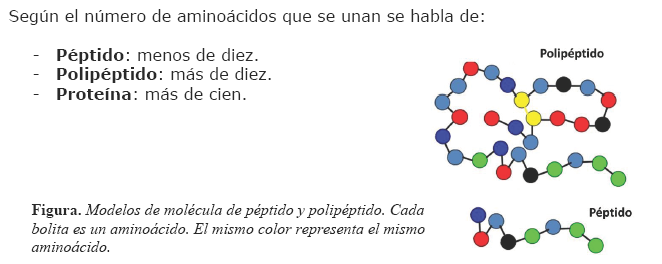 Según el número de aminoácidos que se unan se habla de:
- Péptido: menos de diez.
- Polipéptido: más de diez.
- Proteína: más de cien.
Polipéptido
Figura. Modelos de molécula de péptido y polipéptido. Cada
bolita es un aminoácido. El mismo color representa el mismo
aminoácido.
Péptido